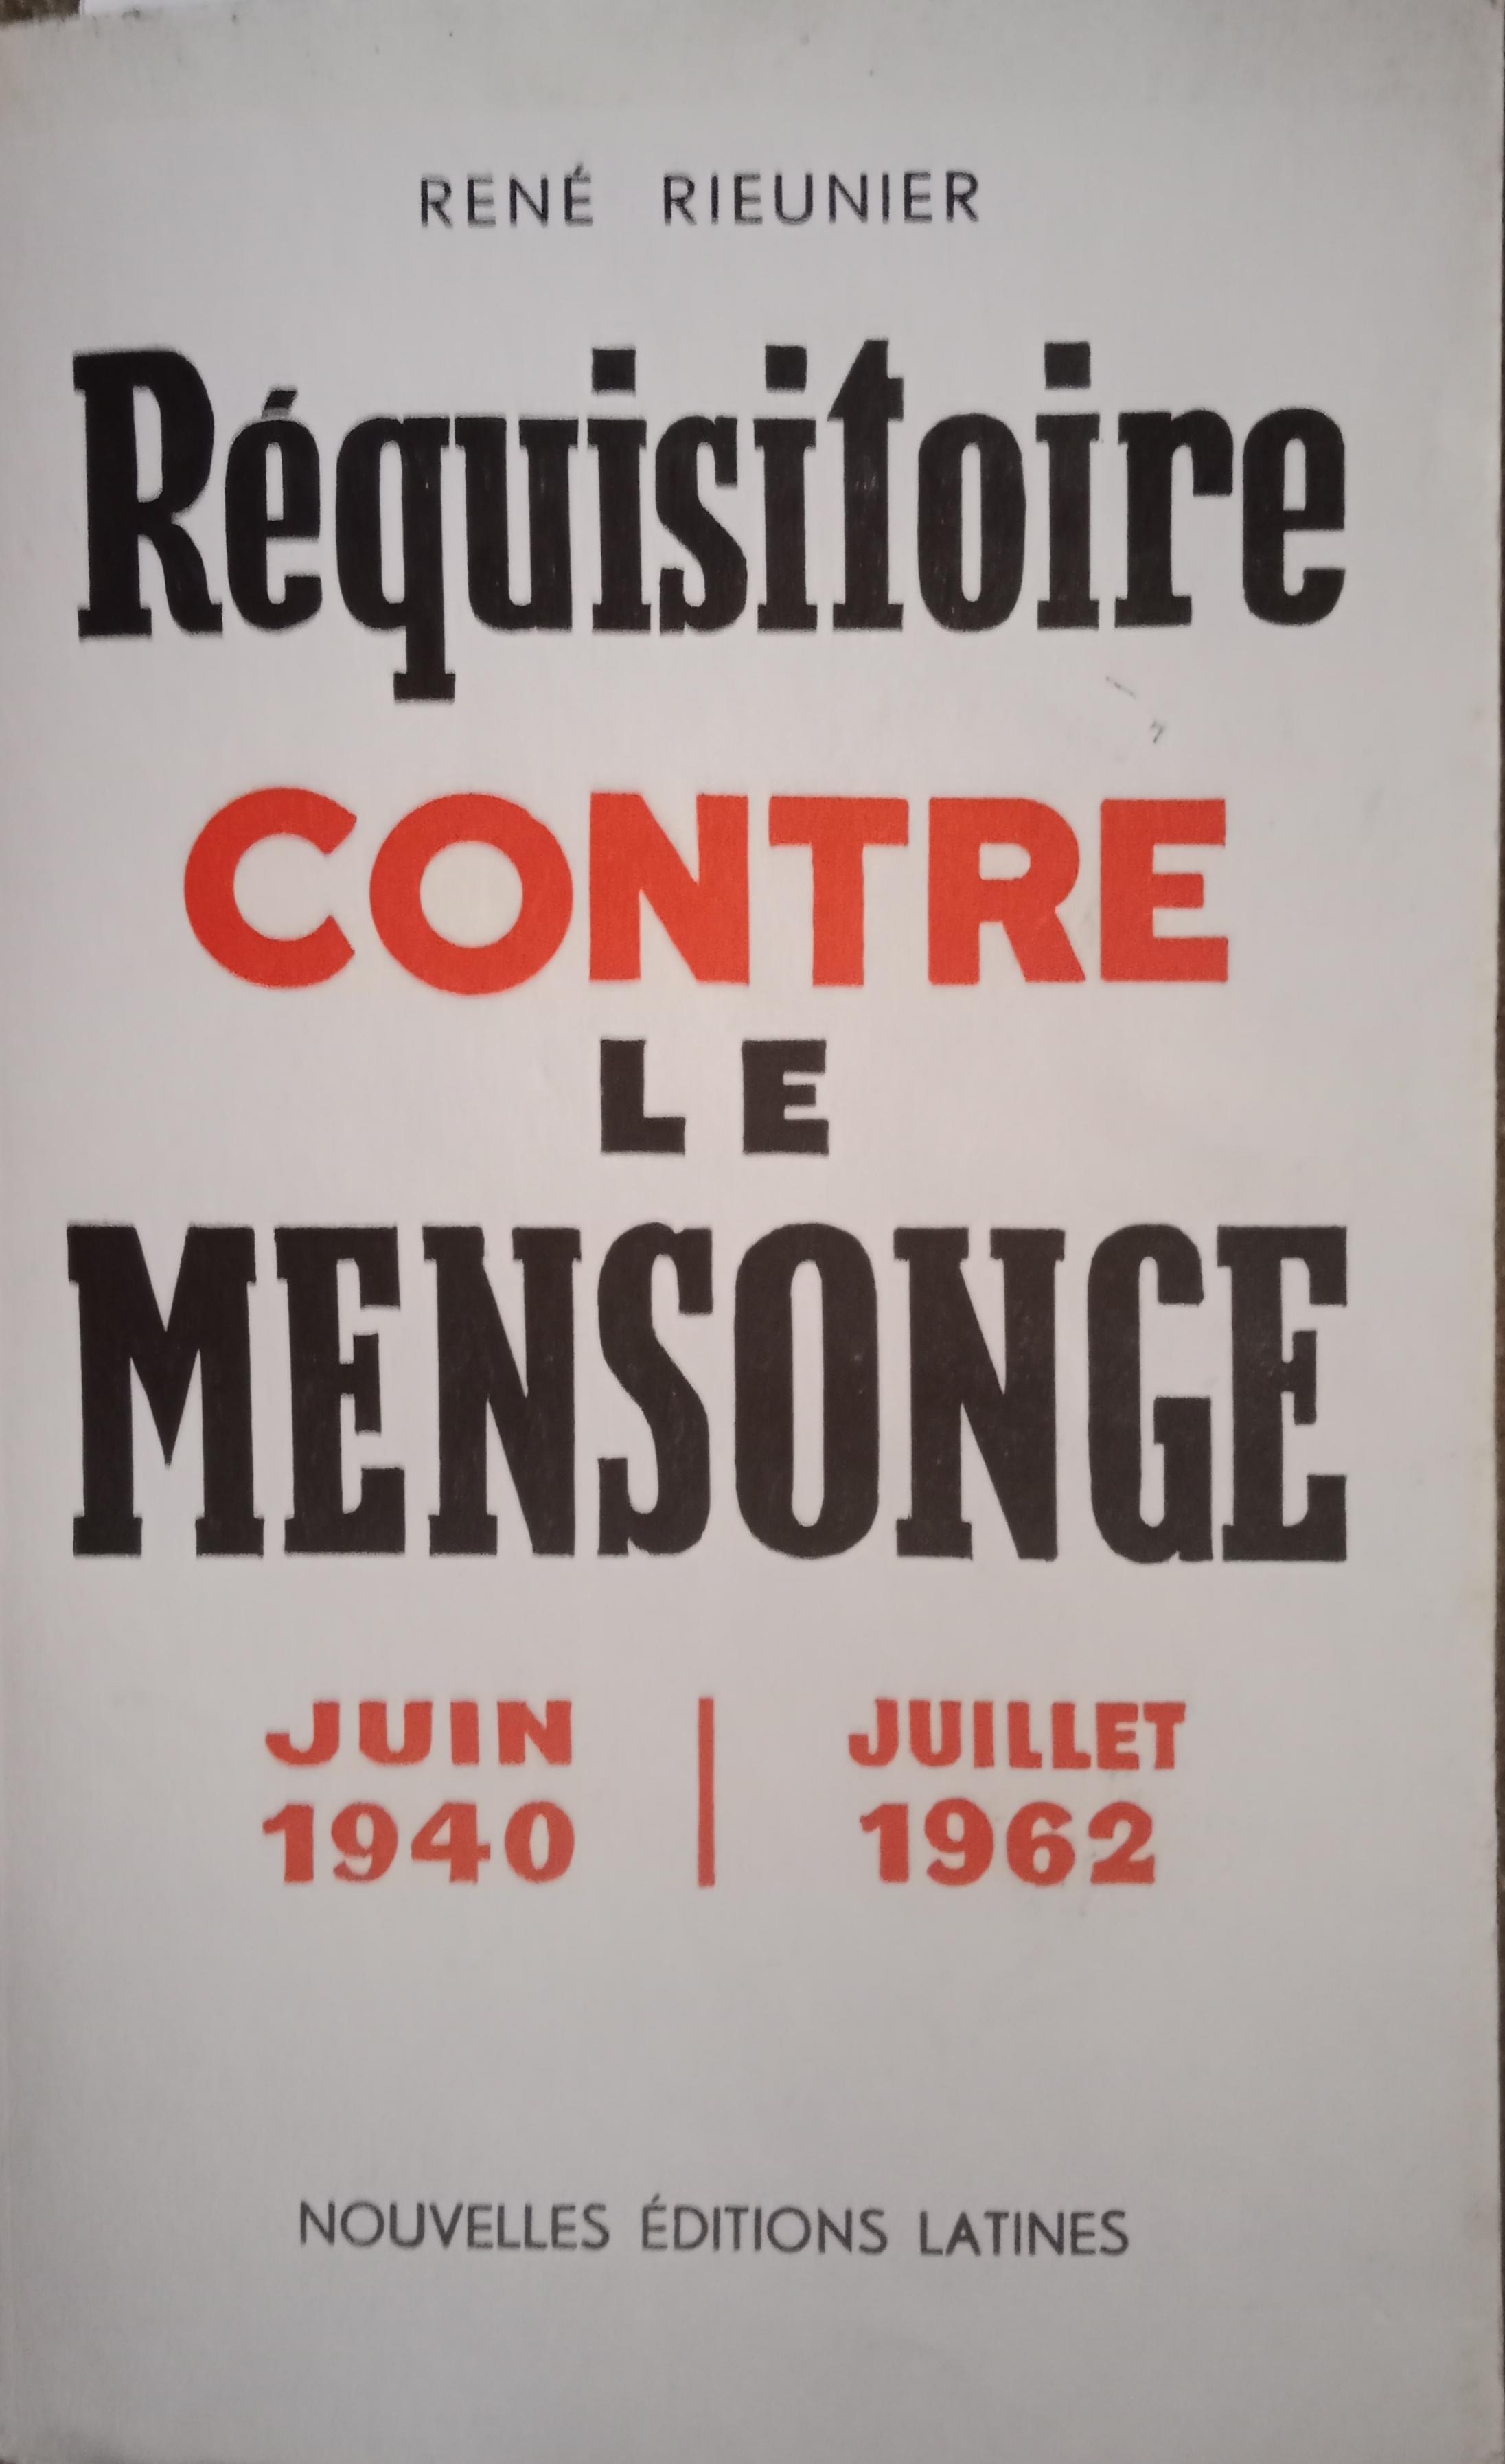 RENÉ RIEUNIER
Réquisitoire
CONTRE
LE
MENSONGE
JUIN
1940
JUILLET
1962
NOUVELLES ÉDITIONS LATINES